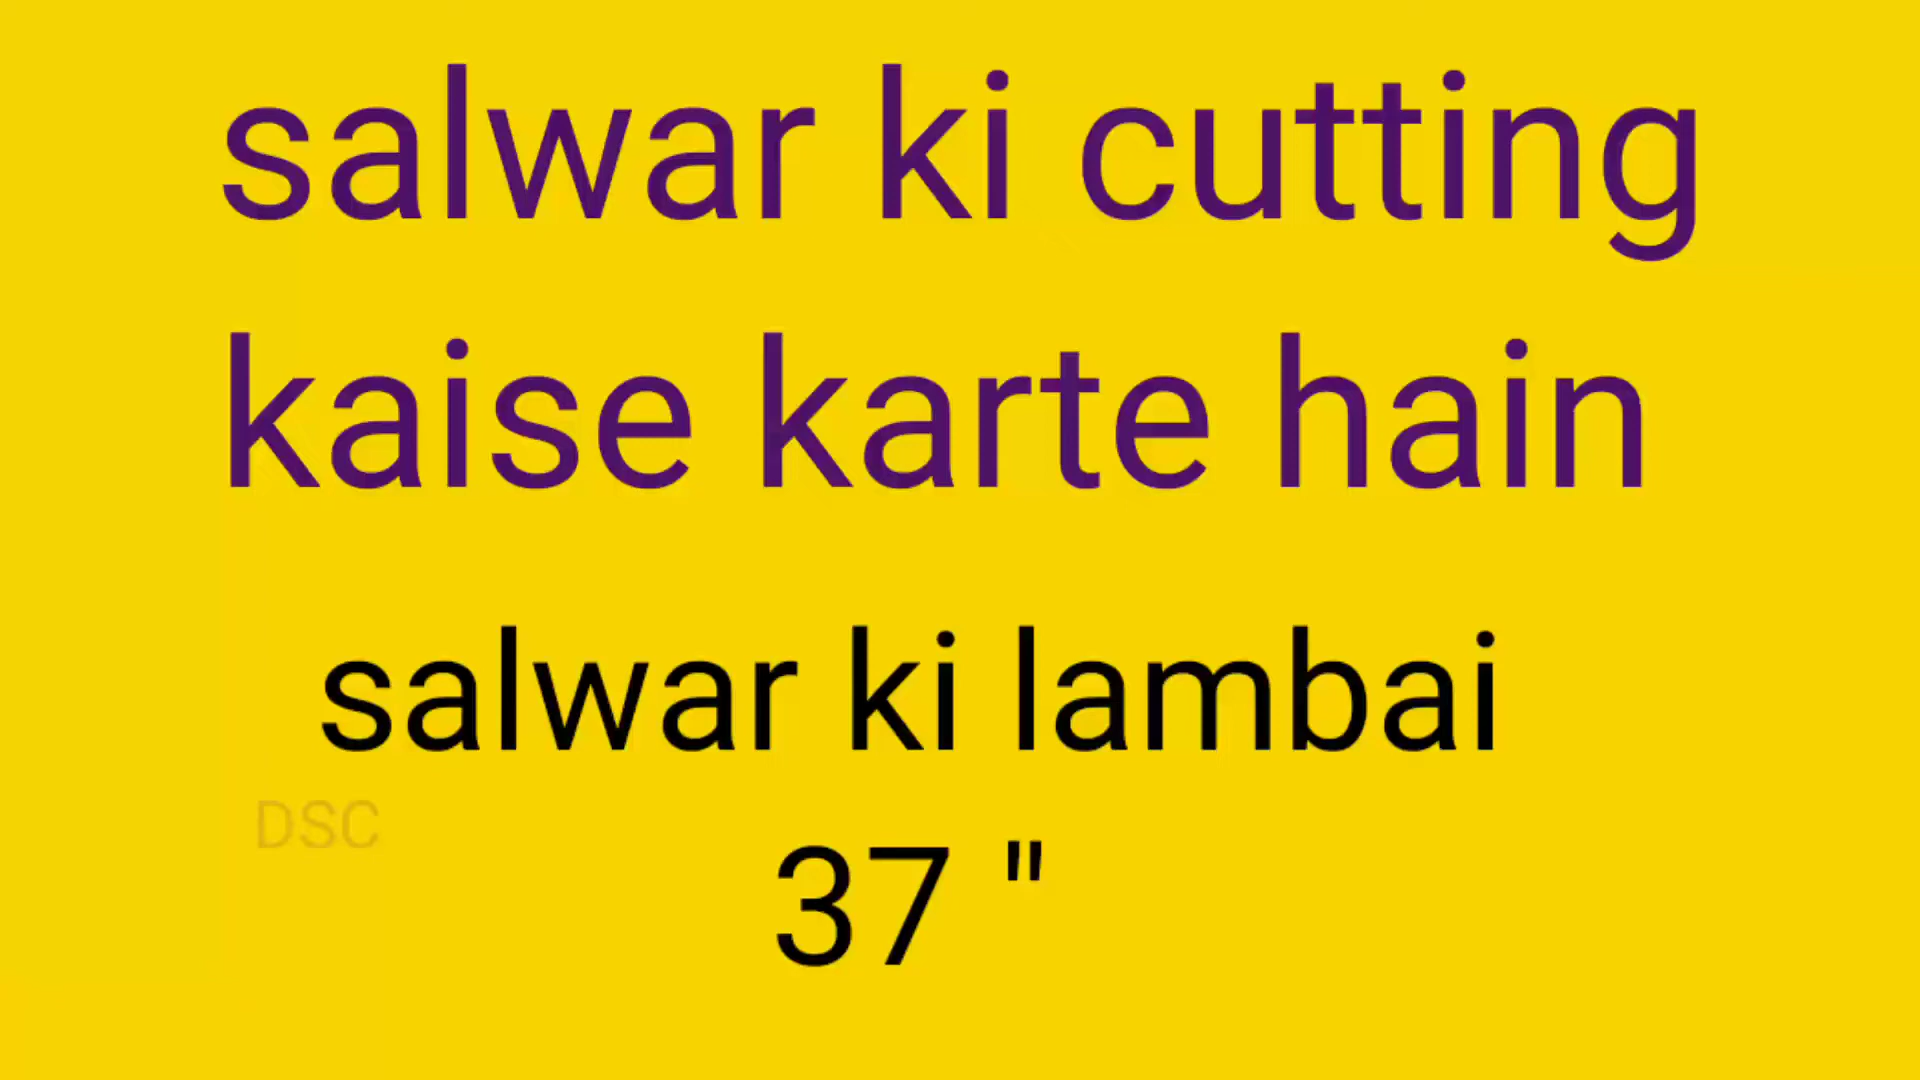 salwar ki cutting
kaise karte hain
salwar ki lambai
DSC
37 "